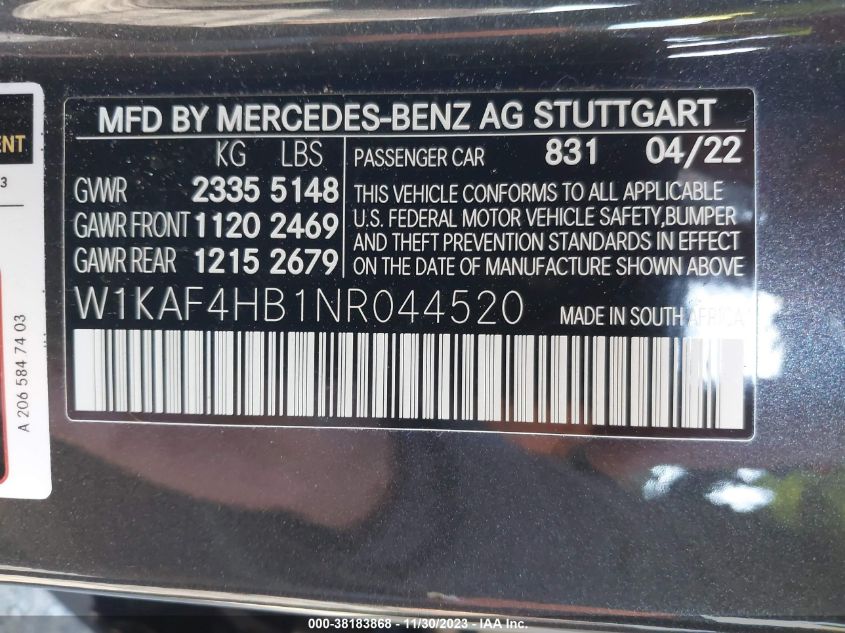 MFD BY MERCEDES-BENZ AG STUTTGART
KG LBS
GVWR 2335 5148
GAWR FRONT 1120 2469
GAWR REAR 1215 2679
PASSENGER CAR 831 04/22
THIS VEHICLE CONFORMS TO ALL APPLICABLE
U.S. FEDERAL MOTOR VEHICLE SAFETY,BUMPER
AND THEFT PREVENTION STANDARDS IN EFFECT
ON THE DATE OF MANUFACTURE SHOWN ABOVE
W1KAF4HB1NR044520 MADE IN SOUTH AFRICA
A 206 584 74 03
000-38183868 - 11/30/2023 - IAA Inc.